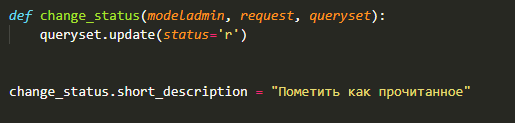 def change_status(modeladmin, request, queryset):
    queryset.update(status='r')
change_status.short_description = "Пометить как прочитанное"